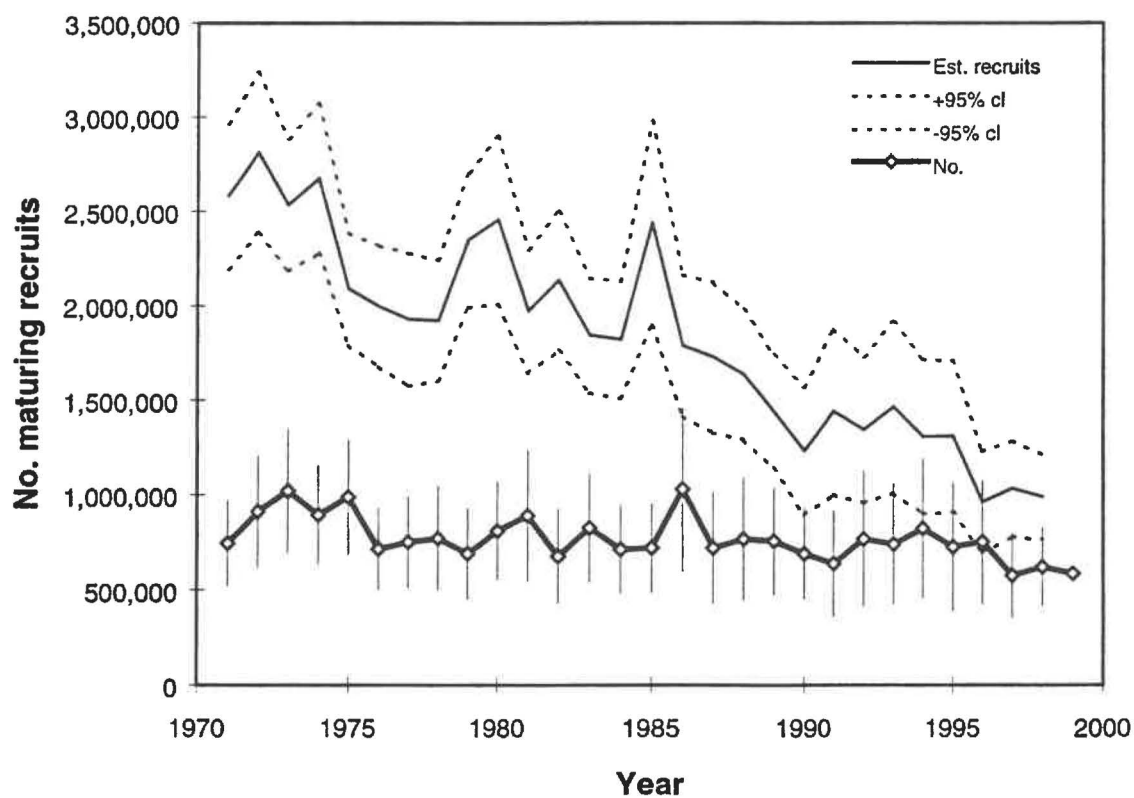 3,500,000
3,000,000
2,500,000
2,000,000
1,500,000
1,000,000
500,000
0
No. maturing recruits
Est. recruits
+95% cl
-95% cl
No.
1970 1975 1980 1985 1990 1995 2000
Year